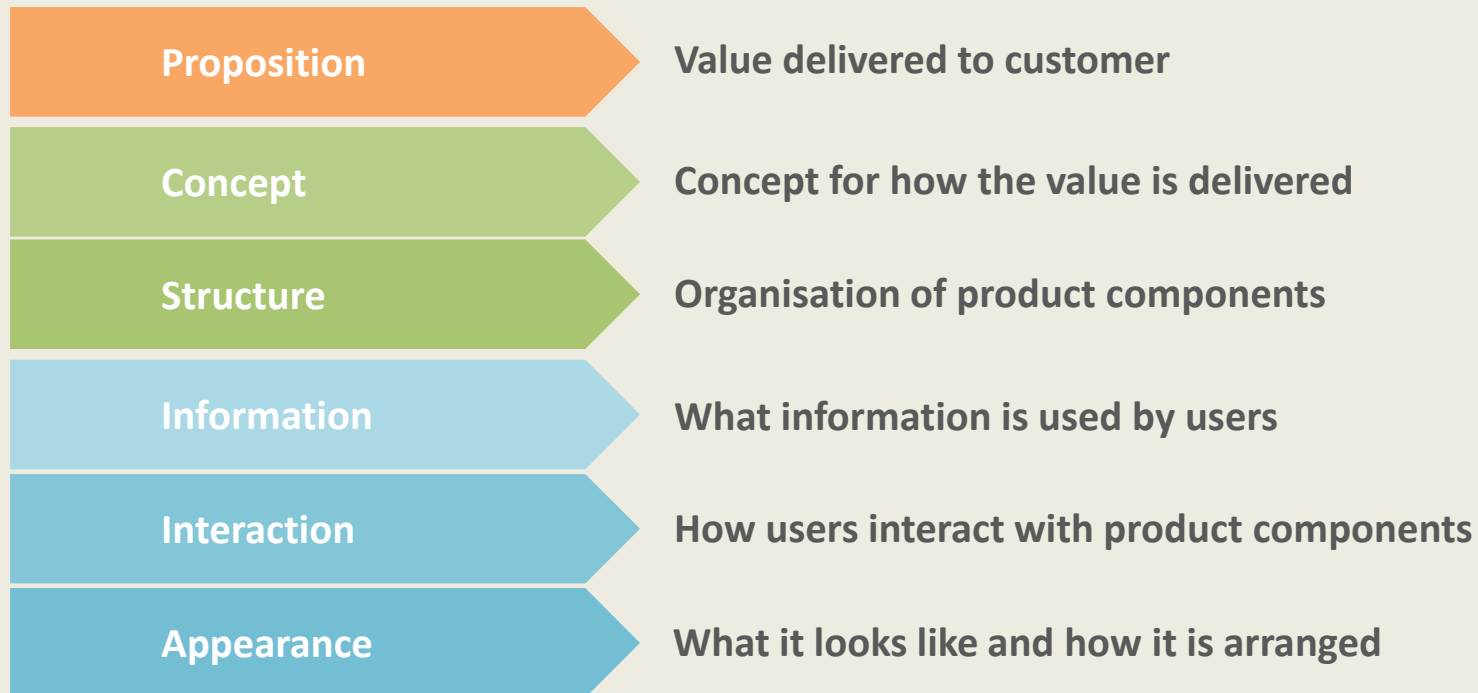 Proposition
Value delivered to customer
Concept
Concept for how the value is delivered
Structure
Organisation of product components
Information
What information is used by users
Interaction
How users interact with product components
Appearance
What it looks like and how it is arranged